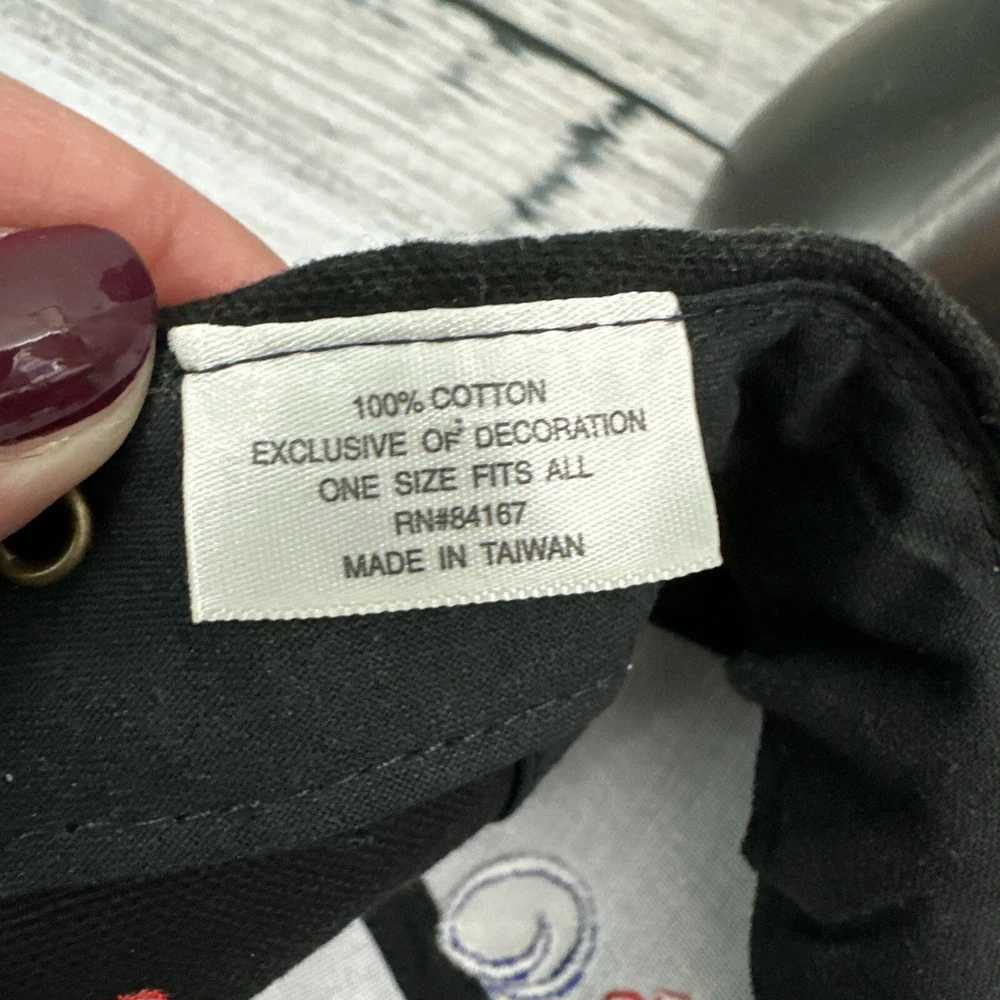 100% COTTON
EXCLUSIVE OF DECORATION
ONE SIZE FITS ALL
RN#84167
MADE IN TAIWAN